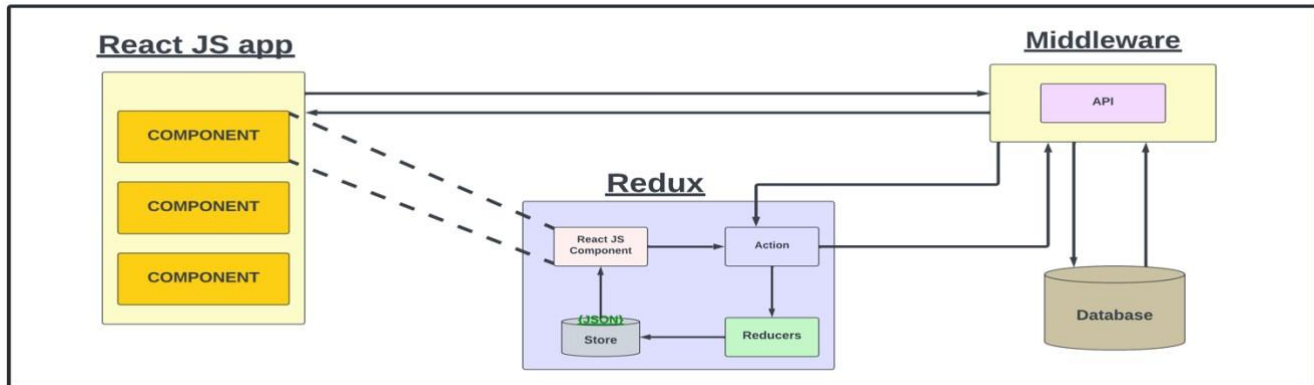 React JS app
Middleware
API
COMPONENT
COMPONENT
COMPONENT
Redux
React JS
Component
Action
{JSON}
Store
Reducers
Database